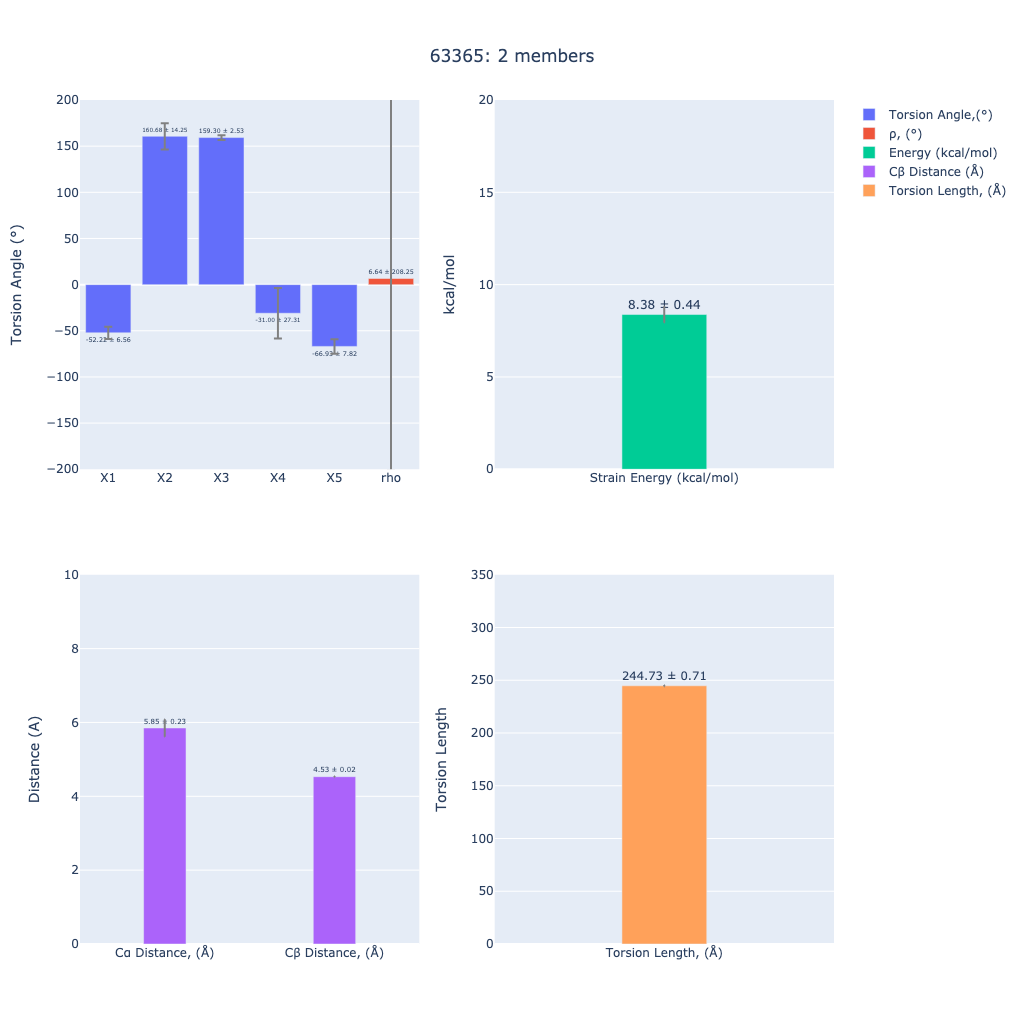 63365: 2 members
200
150
100
50
0
−50
−100
−150
−200
Torsion Angle (°)
-52.22 ± 6.56
160.68 ± 14.25
159.30 ± 2.53
-31.00 ± 27.31
-66.93 ± 7.82
6.64 ± 208.25
X1
X2
X3
X4
X5
rho
20
15
10
5
0
kcal/mol
8.38 ± 0.44
Strain Energy (kcal/mol)
Torsion Angle,(°)
ρ, (°)
Energy (kcal/mol)
Cβ Distance (Å)
Torsion Length, (Å)
10
8
6
4
2
0
Distance (A)
5.85 ± 0.23
4.53 ± 0.02
Cα Distance, (Å)
Cβ Distance, (Å)
350
300
250
200
150
100
50
0
Torsion Length
244.73 ± 0.71
Torsion Length, (Å)